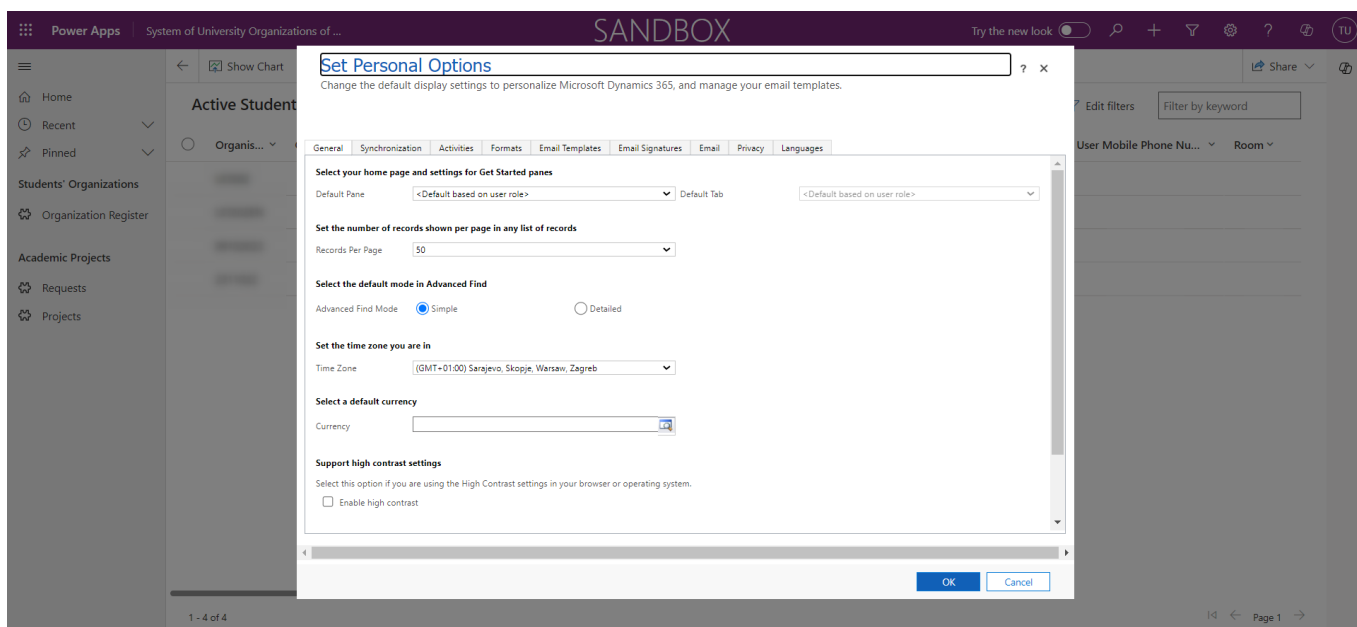 Power Apps
System of University Organizations of ...
SANDBOX
Try the new look
?
TU
Show Chart
Share
Set Personal Options
? ×
Change the default display settings to personalize Microsoft Dynamics 365, and manage your email templates.
Home
Recent
Pinned
Students' Organizations
Organization Register
Academic Projects
Requests
Projects
Active Student
Edit filters
Filter by keyword
Organis...
User Mobile Phone Nu...
Room
General Synchronization Activities Formats Email Templates Email Signatures Email Privacy Languages
Select your home page and settings for Get Started panes
Default Pane <Default based on user role> Default Tab <Default based on user role>
Set the number of records shown per page in any list of records
Records Per Page 50
Select the default mode in Advanced Find
Advanced Find Mode Simple Detailed
Set the time zone you are in
Time Zone (GMT+01:00) Sarajevo, Skopje, Warsaw, Zagreb
Select a default currency
Currency
Support high contrast settings
Select this option if you are using the High Contrast settings in your browser or operating system.
Enable high contrast
OK Cancel
1 - 4 of 4
Page 1